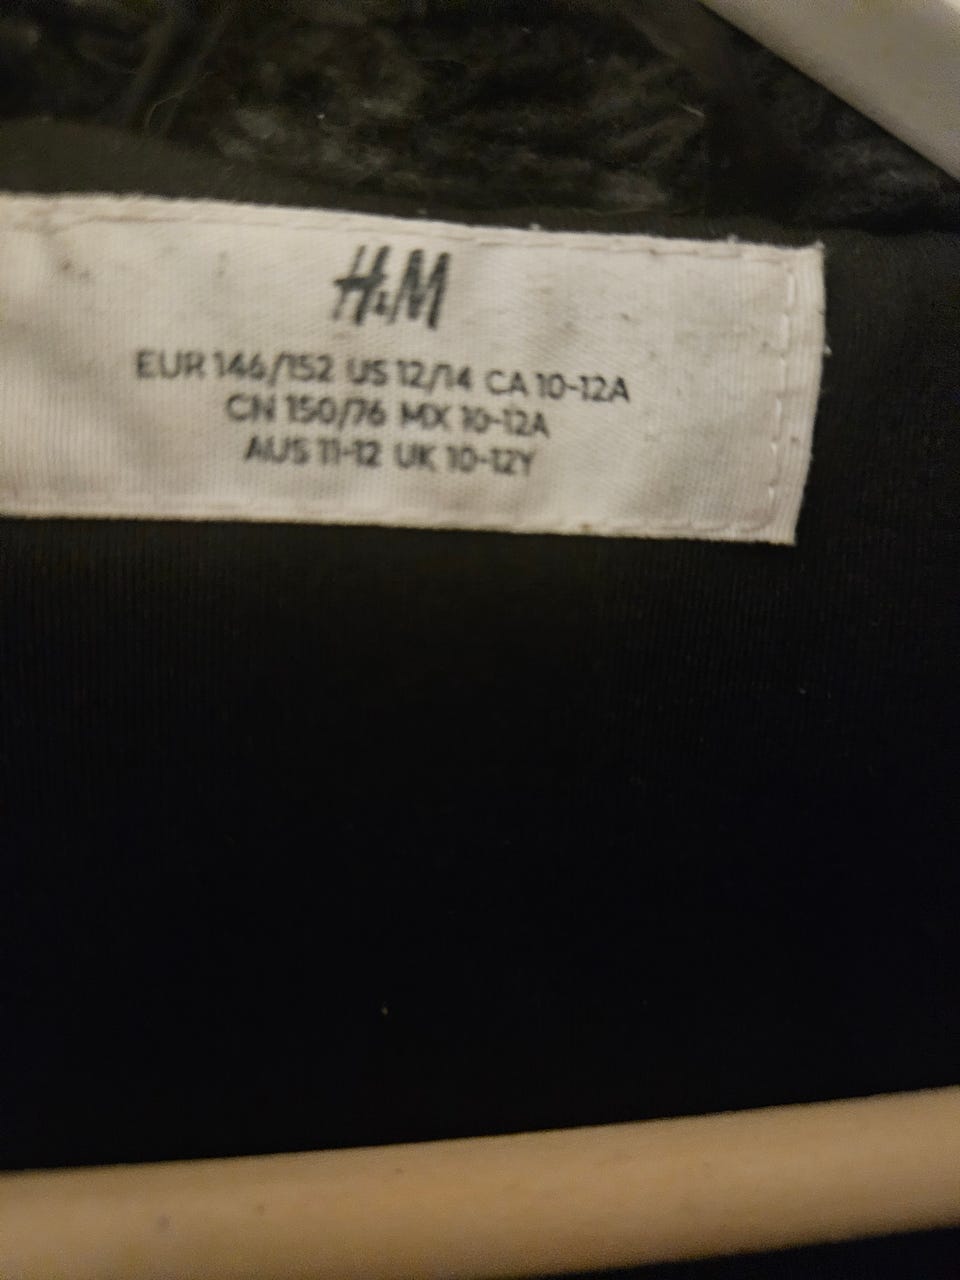 H&M
EUR 146/152 US 12/14 CA 10-12A
CN 150/76 MX 10-12A
AUS 11-12 UK 10-12Y